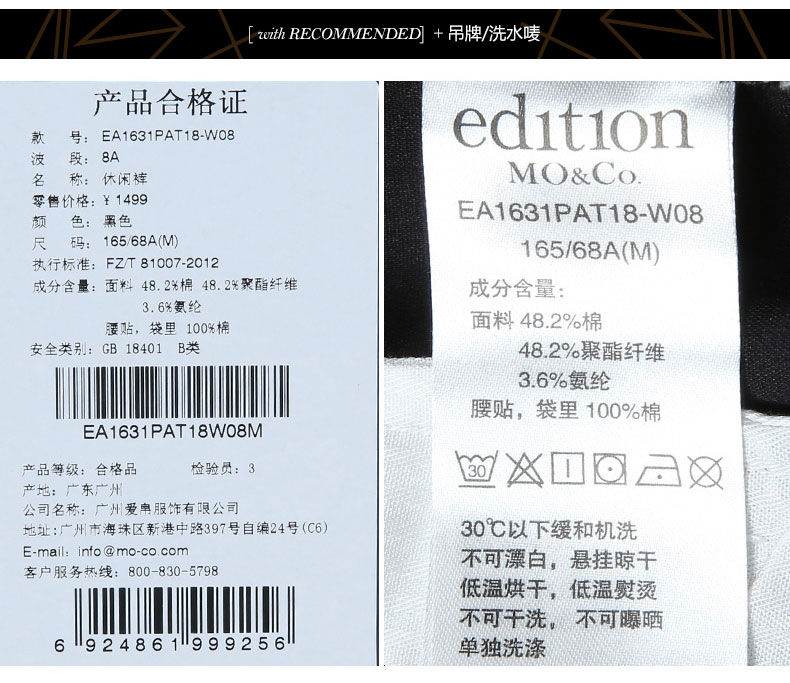 [ with RECOMMENDED] + 吊牌/洗水唛
产品合格证
款 号: EA1631PAT18-W08
波 段: 8A
名 称: 休闲裤
零售价格: ¥ 1499
颜 色: 黑色
尺 码: 165/68A(M)
执行标准: FZ/T 81007-2012
成分含量: 面料 48.2%棉 48.2%聚酯纤维
3.6%氨纶
腰贴，袋里 100%棉
安全类别: GB 18401 B类
EA1631PAT18W08M
产品等级: 合格品 检验员: 3
产地: 广东广州
公司名称: 广州爱帛服饰有限公司
地址:广州市海珠区新港中路397号自编24号(C6)
E-mail: info@mo-co.com
客户服务热线: 800-830-5798
6 924861 999256
edition
MO&Co.
EA1631PAT18-W08
165/68A(M)
成分含量:
面料 48.2%棉
48.2%聚酯纤维
3.6%氨纶
腰贴，袋里 100%棉
30
30℃以下缓和机洗
不可漂白，悬挂晾干
低温烘干，低温熨烫
不可干洗， 不可曝晒
单独洗涤